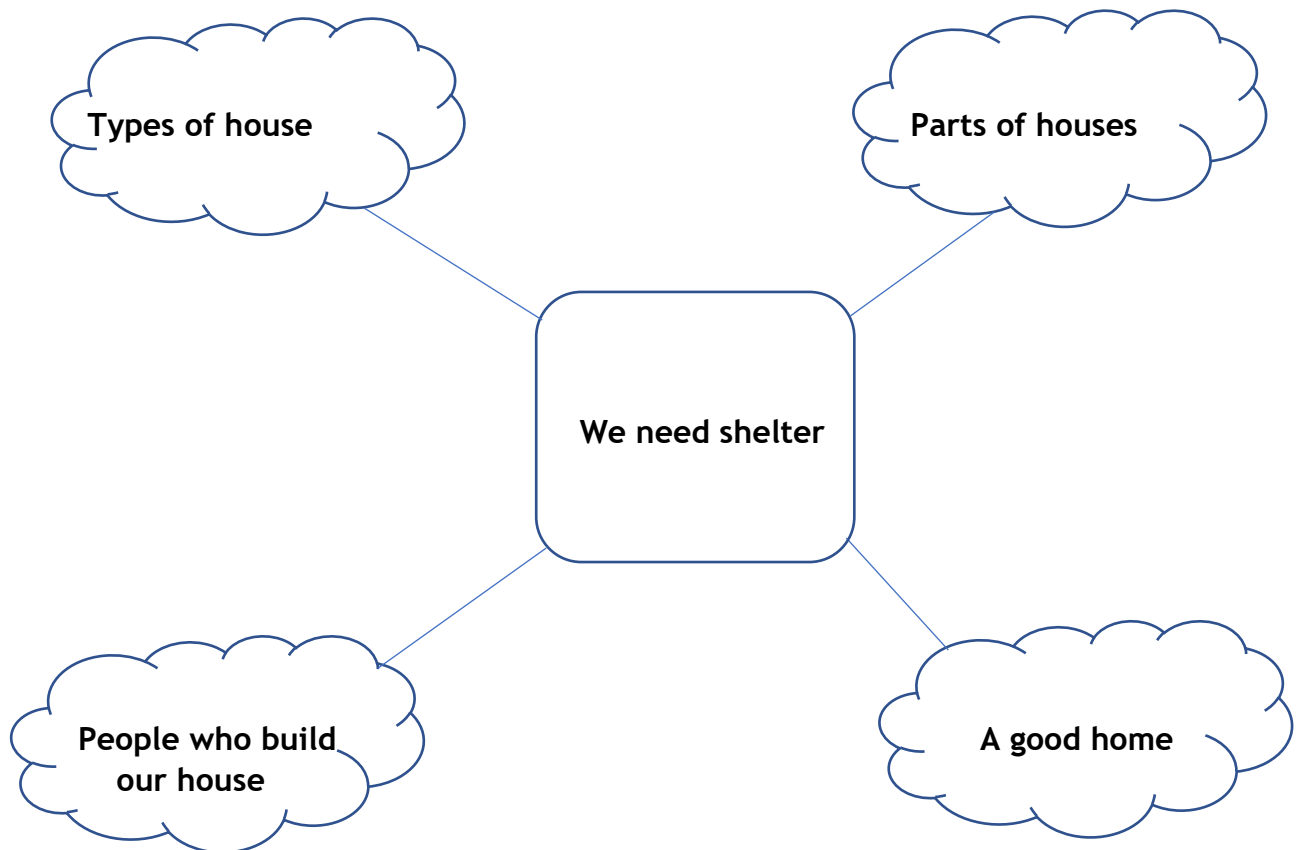 Types of house
Parts of houses
We need shelter
People who build
our house
A good home